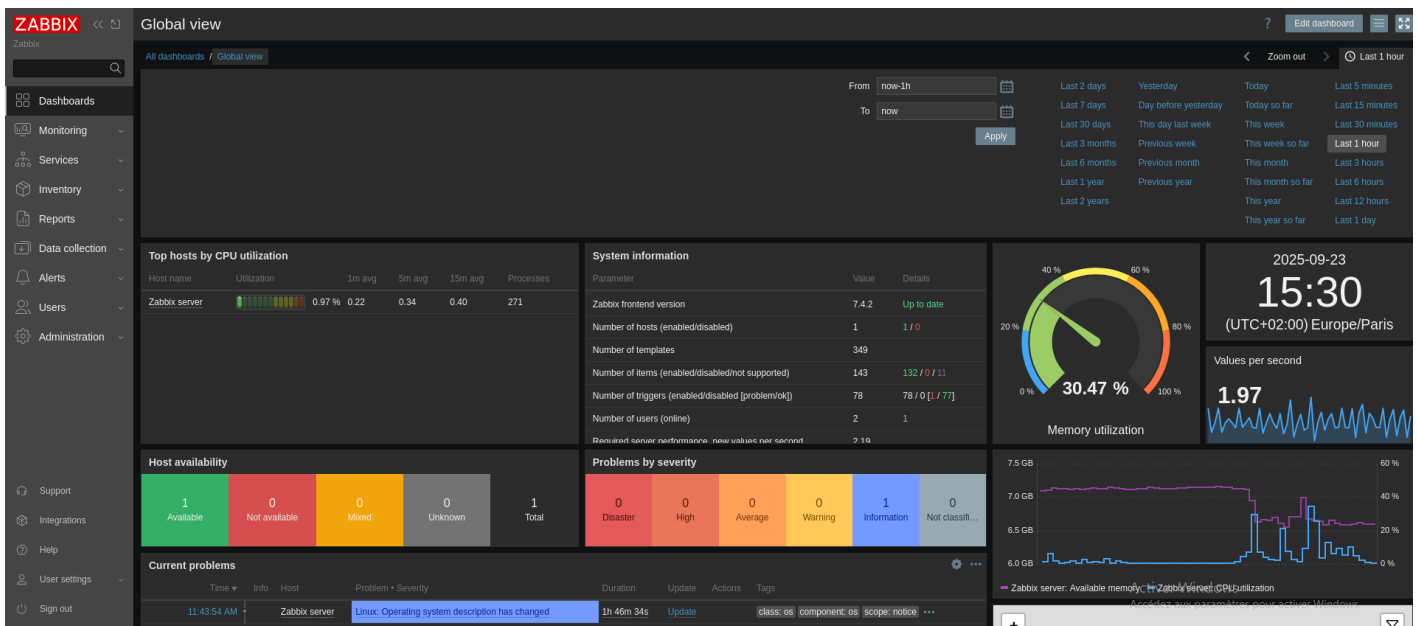 ZABBIX
Global view
? Edit dashboard
Zabbix
All dashboards / Global view
Zoom out Last 1 hour
Dashboards
Monitoring
Services
Inventory
Reports
Data collection
Alerts
Users
Administration
Support
Integrations
Help
User settings
Sign out
From now-1h
To now
Apply
Last 2 days Yesterday Today Last 5 minutes
Last 7 days Day before yesterday Today so far Last 15 minutes
Last 30 days This day last week This week Last 30 minutes
Last 3 months Previous week This week so far Last 1 hour
Last 6 months Previous month This month Last 3 hours
Last 1 year Previous year This month so far Last 6 hours
Last 2 years This year Last 12 hours
This year so far Last 1 day
Top hosts by CPU utilization
Host name Utilization 1m avg 5m avg 15m avg Processes
Zabbix server 0.97 % 0.22 0.34 0.40 271
System information
Parameter Value Details
Zabbix frontend version 7.4.2 Up to date
Number of hosts (enabled/disabled) 1 1 / 0
Number of templates 349
Number of items (enabled/disabled/not supported) 143 132 / 0 / 11
Number of triggers (enabled/disabled [problem/ok]) 78 78 / 0 [1 / 77]
Number of users (online) 2 1
Required server performance, new values per second 2.19
40 % 60 %
20 % 80 %
0 % 30.47 % 100 %
Memory utilization
2025-09-23
15:30
(UTC+02:00) Europe/Paris
Values per second
1.97
Host availability
1 Available
0 Not available
0 Mixed
0 Unknown
1 Total
Problems by severity
0 Disaster
0 High
0 Average
0 Warning
1 Information
0 Not classifi...
7.5 GB 60 %
7.0 GB 40 %
6.5 GB 20 %
6.0 GB 0 %
Zabbix server: Available memory Zabbix server: CPU utilization
Activer Windows
Accédez aux paramètres pour activer Windows.
Current problems
Time ▼ Info Host Problem • Severity Duration Update Actions Tags
11:43:54 AM Zabbix server Linux: Operating system description has changed 1h 46m 34s Update class: os component: os scope: notice •••
+